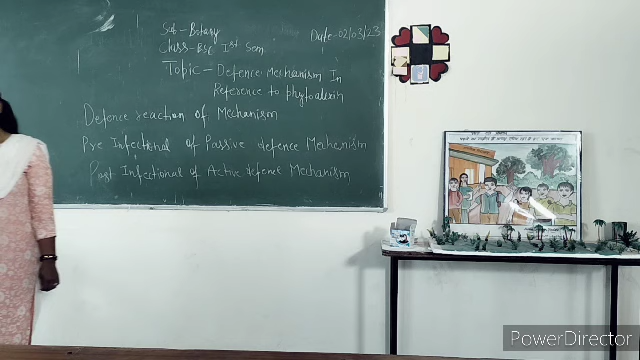 Sub - Botany
Class - BSC Ist Sem
Date - 02/03/23
Topic - Defence Mechanism In
Reference to phytoalexin
Defence reaction of Mechanism
Pre Infectional of Passive defence Mechanism
Post Infectional of Active defence Mechanism
PowerDirector